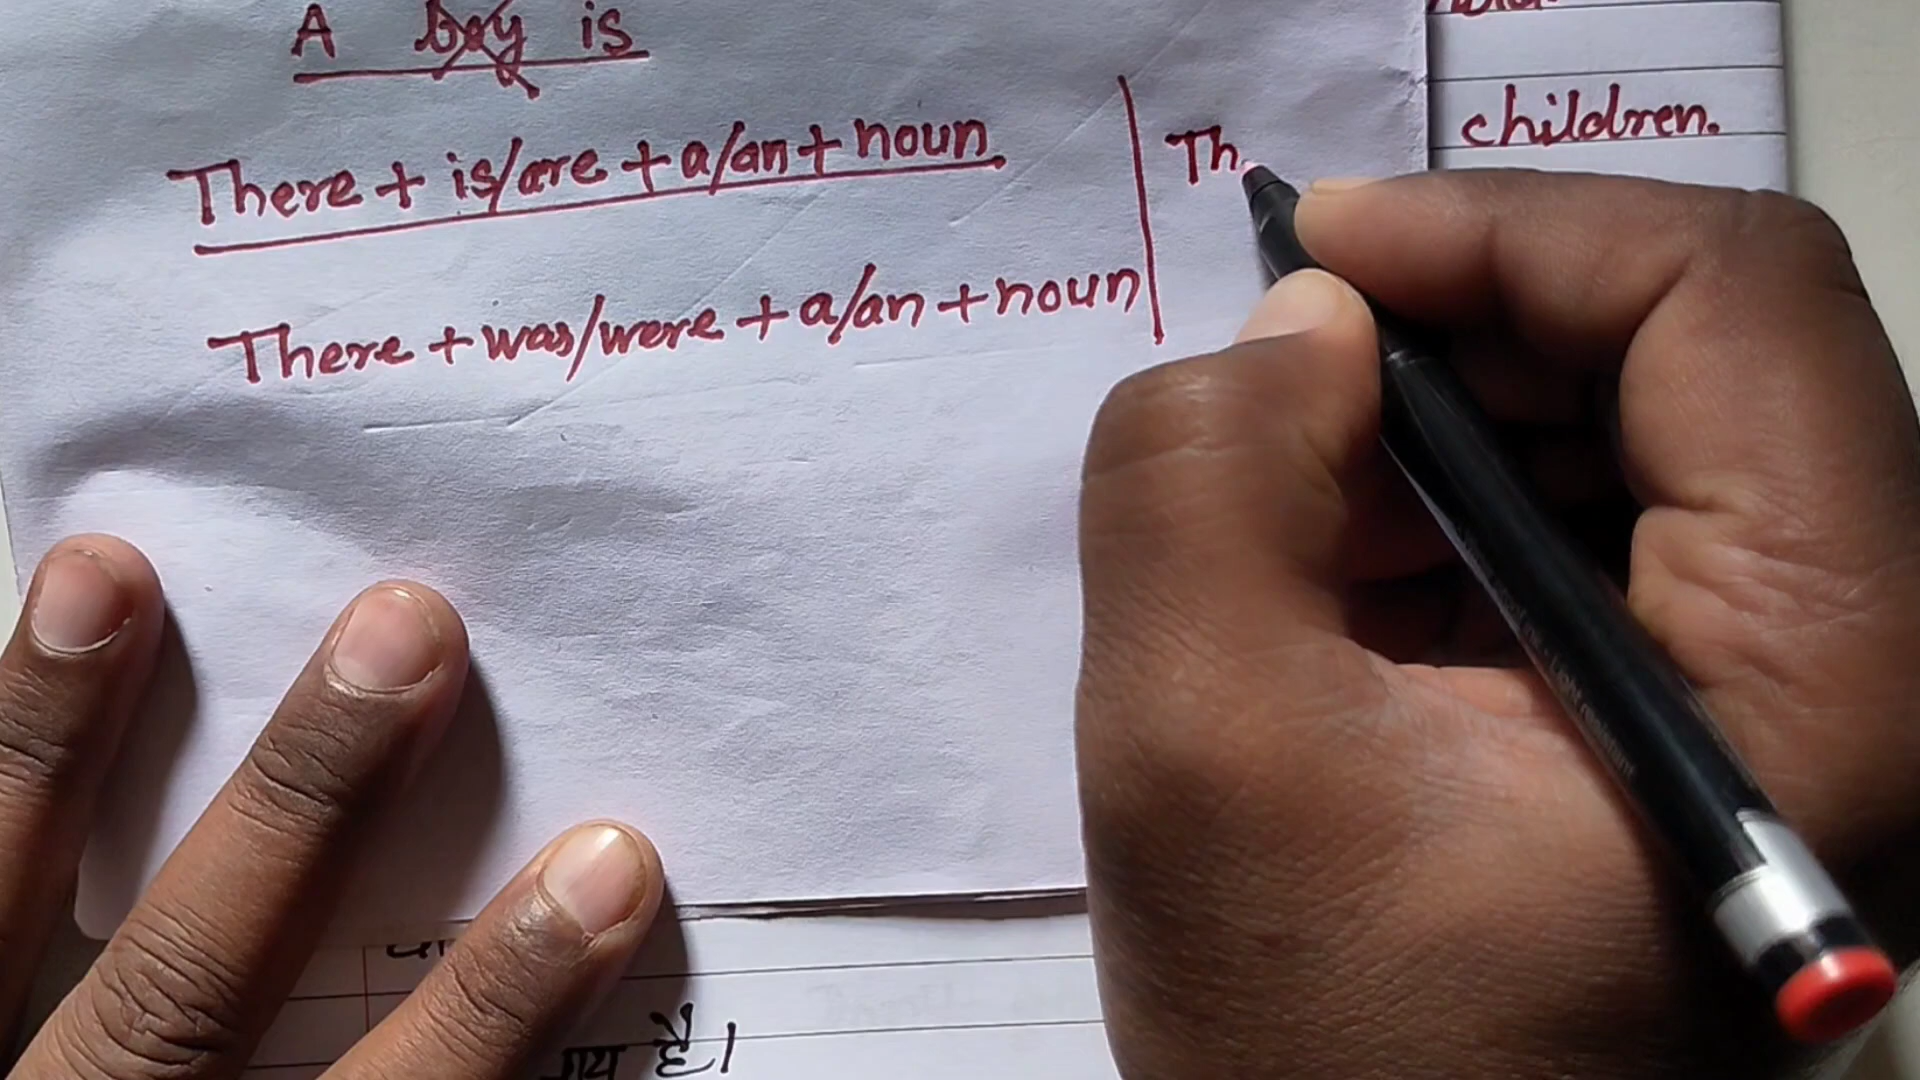 A boy is
There + is/are + a/an + noun
Th
There + was/were + a/an + noun
children.
है।